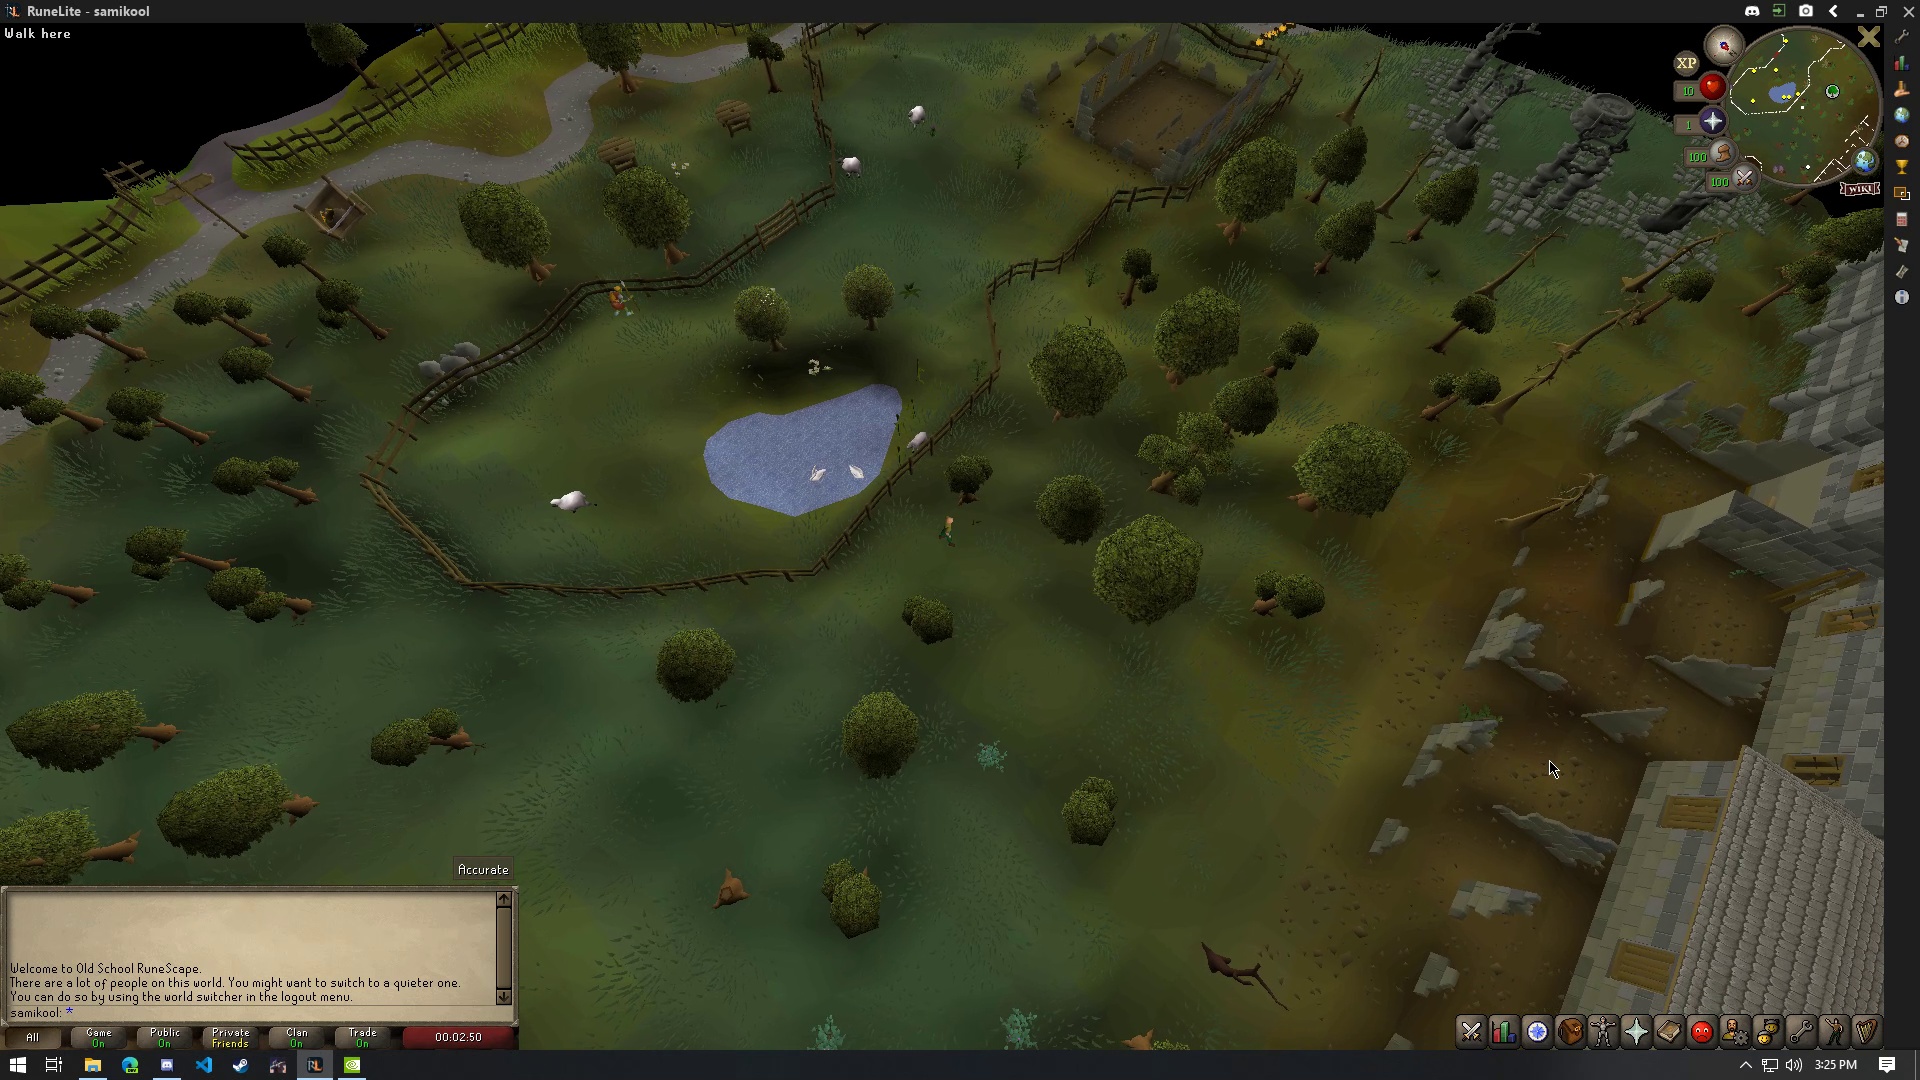 RuneLite - samikool
Walk here
XP
10
1
100
100
WIKI
Accurate
Welcome to Old School RuneScape.
There are a lot of people on this world. You might want to switch to a quieter one.
You can do so by using the world switcher in the logout menu.
samikool: *
All
Game
On
Public
On
Private
Friends
Clan
On
Trade
On
00:02:50
3:25 PM